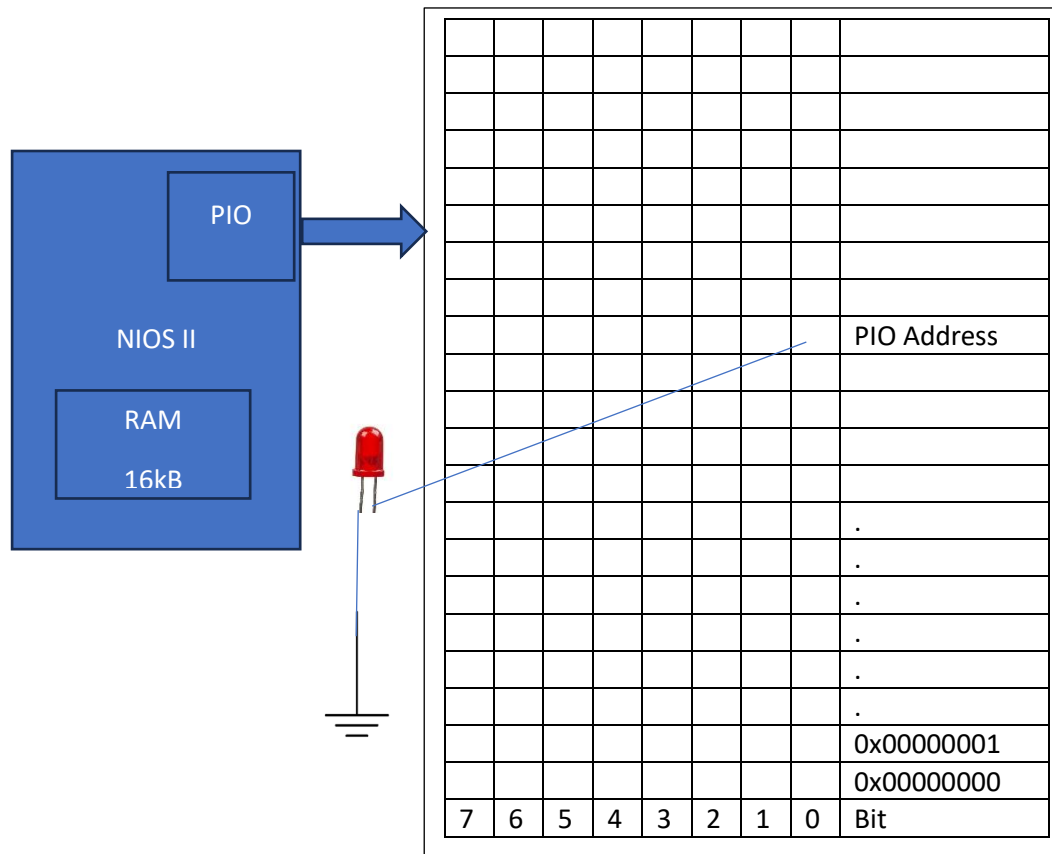 PIO
NIOS II
RAM
16kB
PIO Address
.
.
.
.
.
.
0x00000001
0x00000000
7 6 5 4 3 2 1 0 Bit